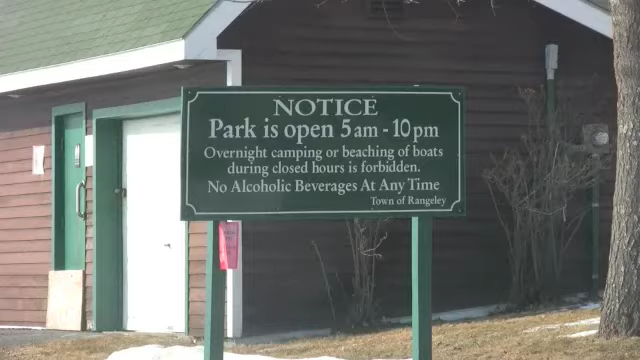 NOTICE
Park is open 5am - 10pm
Overnight camping or beaching of boats
during closed hours is forbidden.
No Alcoholic Beverages At Any Time
Town of Rangeley